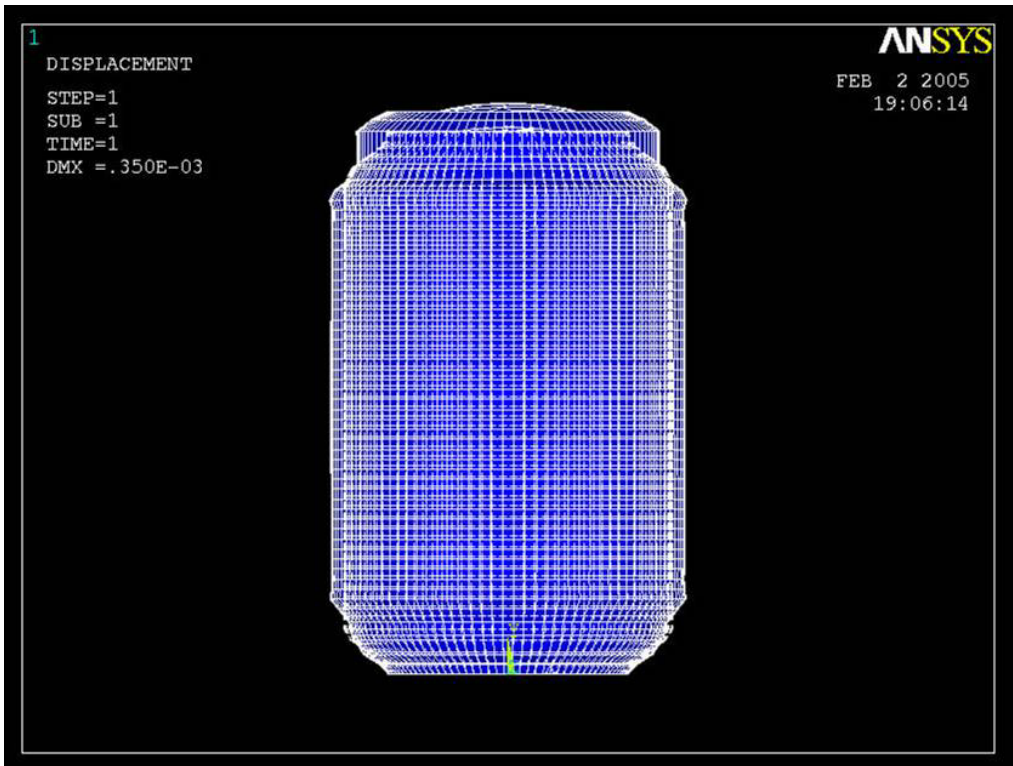 1
ANSYS
DISPLACEMENT
FEB 2 2005
STEP=1
19:06:14
SUB =1
TIME=1
DMX =.350E-03
Y